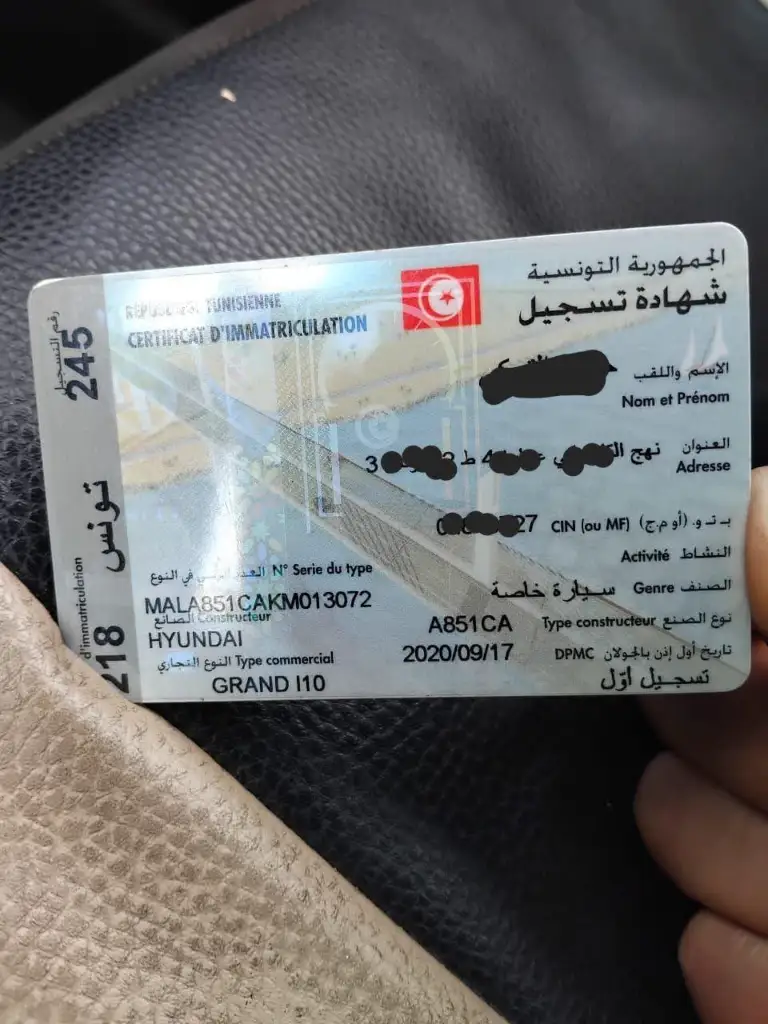 الجمهورية التونسية
شهادة تسجيل
REPUBLIQUE TUNISIENNE
CERTIFICAT D'IMMATRICULATION
رقم التسجيل
245
تونس
218
d'immatriculation
الإسم واللقب
Nom et Prénom
العنوان نهج
Adresse
ب.ت.و. (أو م.ج) CIN (ou MF)
النشاط Activité
الصنف Genre سيارة خاصة
العدد الرتبي في النوع N° Serie du type
MALA851CAKM013072
نوع الصنع Type constructeur A851CA
الصانع Constructeur
HYUNDAI
تاريخ أول إذن بالجولان DPMC 2020/09/17
النوع التجاري Type commercial
GRAND I10
تسجيل أوّل